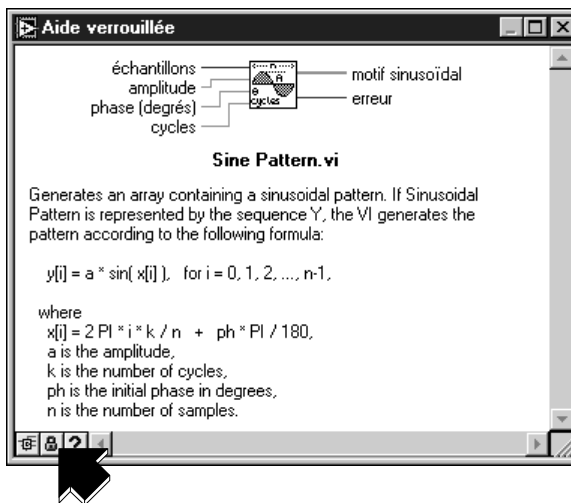 Aide verrouillée
échantillons
amplitude
phase (degrés)
cycles
n
A
θ
cycles
motif sinusoïdal
erreur
Sine Pattern.vi
Generates an array containing a sinusoidal pattern. If Sinusoidal
Pattern is represented by the sequence Y, the VI generates the
pattern according to the following formula:
y[i] = a * sin( x[i] ), for i = 0, 1, 2, ..., n-1,
where
x[i] = 2 PI * i * k / n + ph * PI / 180,
a is the amplitude,
k is the number of cycles,
ph is the initial phase in degrees,
n is the number of samples.
?